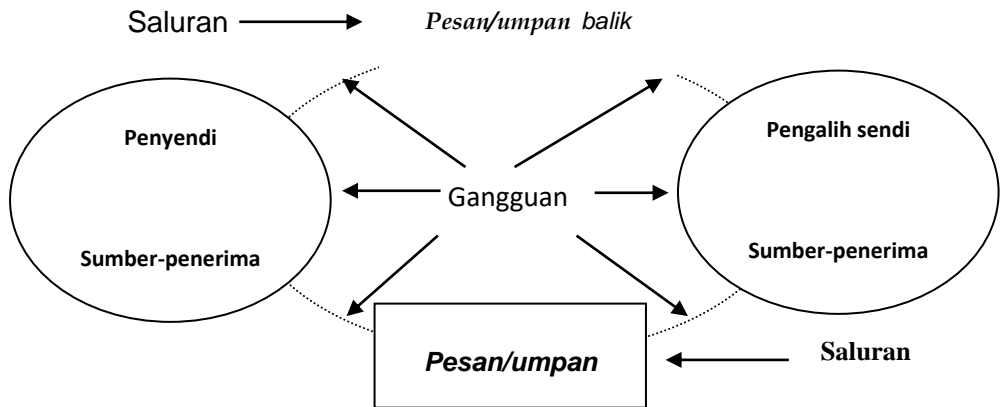 Saluran Pesan/umpan balik
Penyendi
Pengalih sendi
Gangguan
Sumber-penerima
Sumber-penerima
Pesan/umpan
Saluran